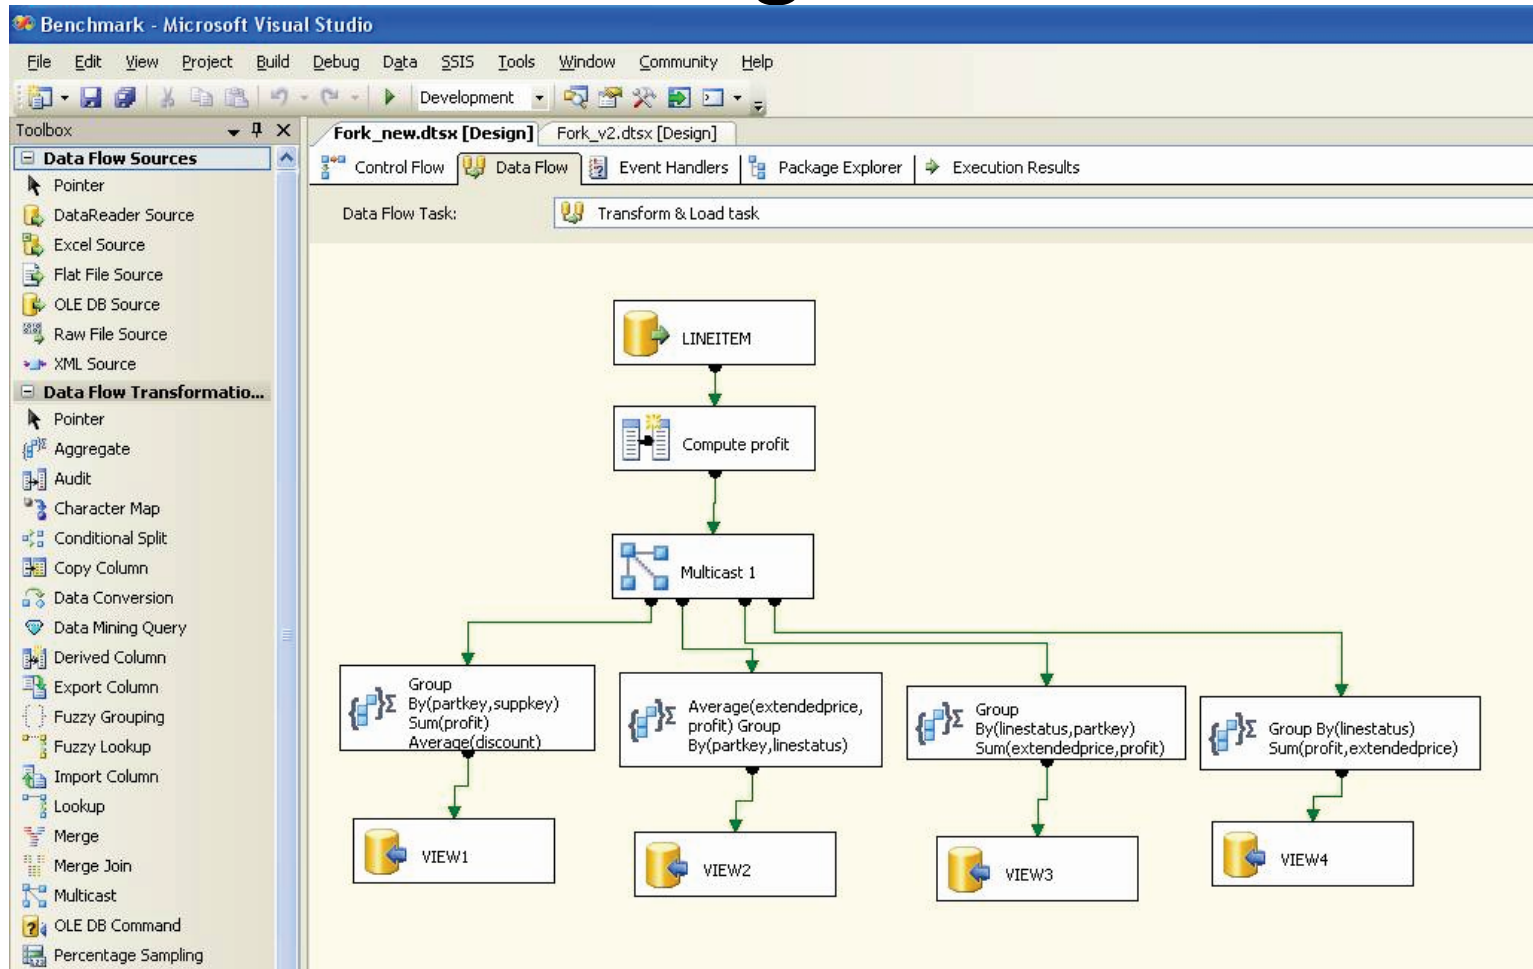 Benchmark - Microsoft Visual Studio
File Edit View Project Build Debug Data SSIS Tools Window Community Help
Development
Toolbox
Fork_new.dtsx [Design] Fork_v2.dtsx [Design]
Data Flow Sources
Pointer
DataReader Source
Excel Source
Flat File Source
OLE DB Source
Raw File Source
XML Source
Data Flow Transformatio...
Pointer
Aggregate
Audit
Character Map
Conditional Split
Copy Column
Data Conversion
Data Mining Query
Derived Column
Export Column
Fuzzy Grouping
Fuzzy Lookup
Import Column
Lookup
Merge
Merge Join
Multicast
OLE DB Command
Percentage Sampling
Control Flow Data Flow Event Handlers Package Explorer Execution Results
Data Flow Task: Transform & Load task
LINEITEM
Compute profit
Multicast 1
Group
By(partkey,suppkey)
Sum(profit)
Average(discount)
Average(extendedprice,
profit) Group
By(partkey,linestatus)
Group
By(linestatus,partkey)
Sum(extendedprice,profit)
Group By(linestatus)
Sum(profit,extendedprice)
VIEW1
VIEW2
VIEW3
VIEW4